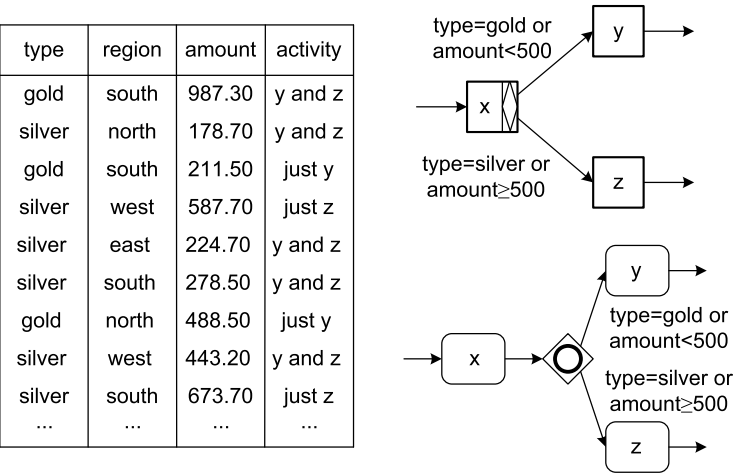 type region amount activity
gold south 987.30 y and z
silver north 178.70 y and z
gold south 211.50 just y
silver west 587.70 just z
silver east 224.70 y and z
silver south 278.50 y and z
gold north 488.50 just y
silver west 443.20 y and z
silver south 673.70 just z
... ... ... ...
type=gold or
amount<500
y
x
type=silver or
amount≥500
z
y
type=gold or
amount<500
x
type=silver or
amount≥500
z